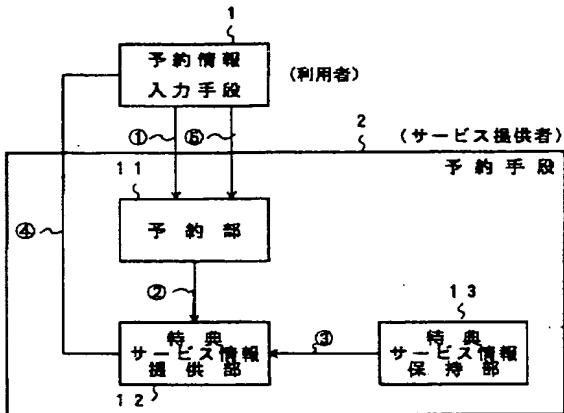 1
予約情報
入力手段
(利用者)
① ⑤
2
(サービス提供者)
予約手段
11
予約部
④
②
13
特典
サービス情報
提供部
③
特典
サービス情報
保持部
12